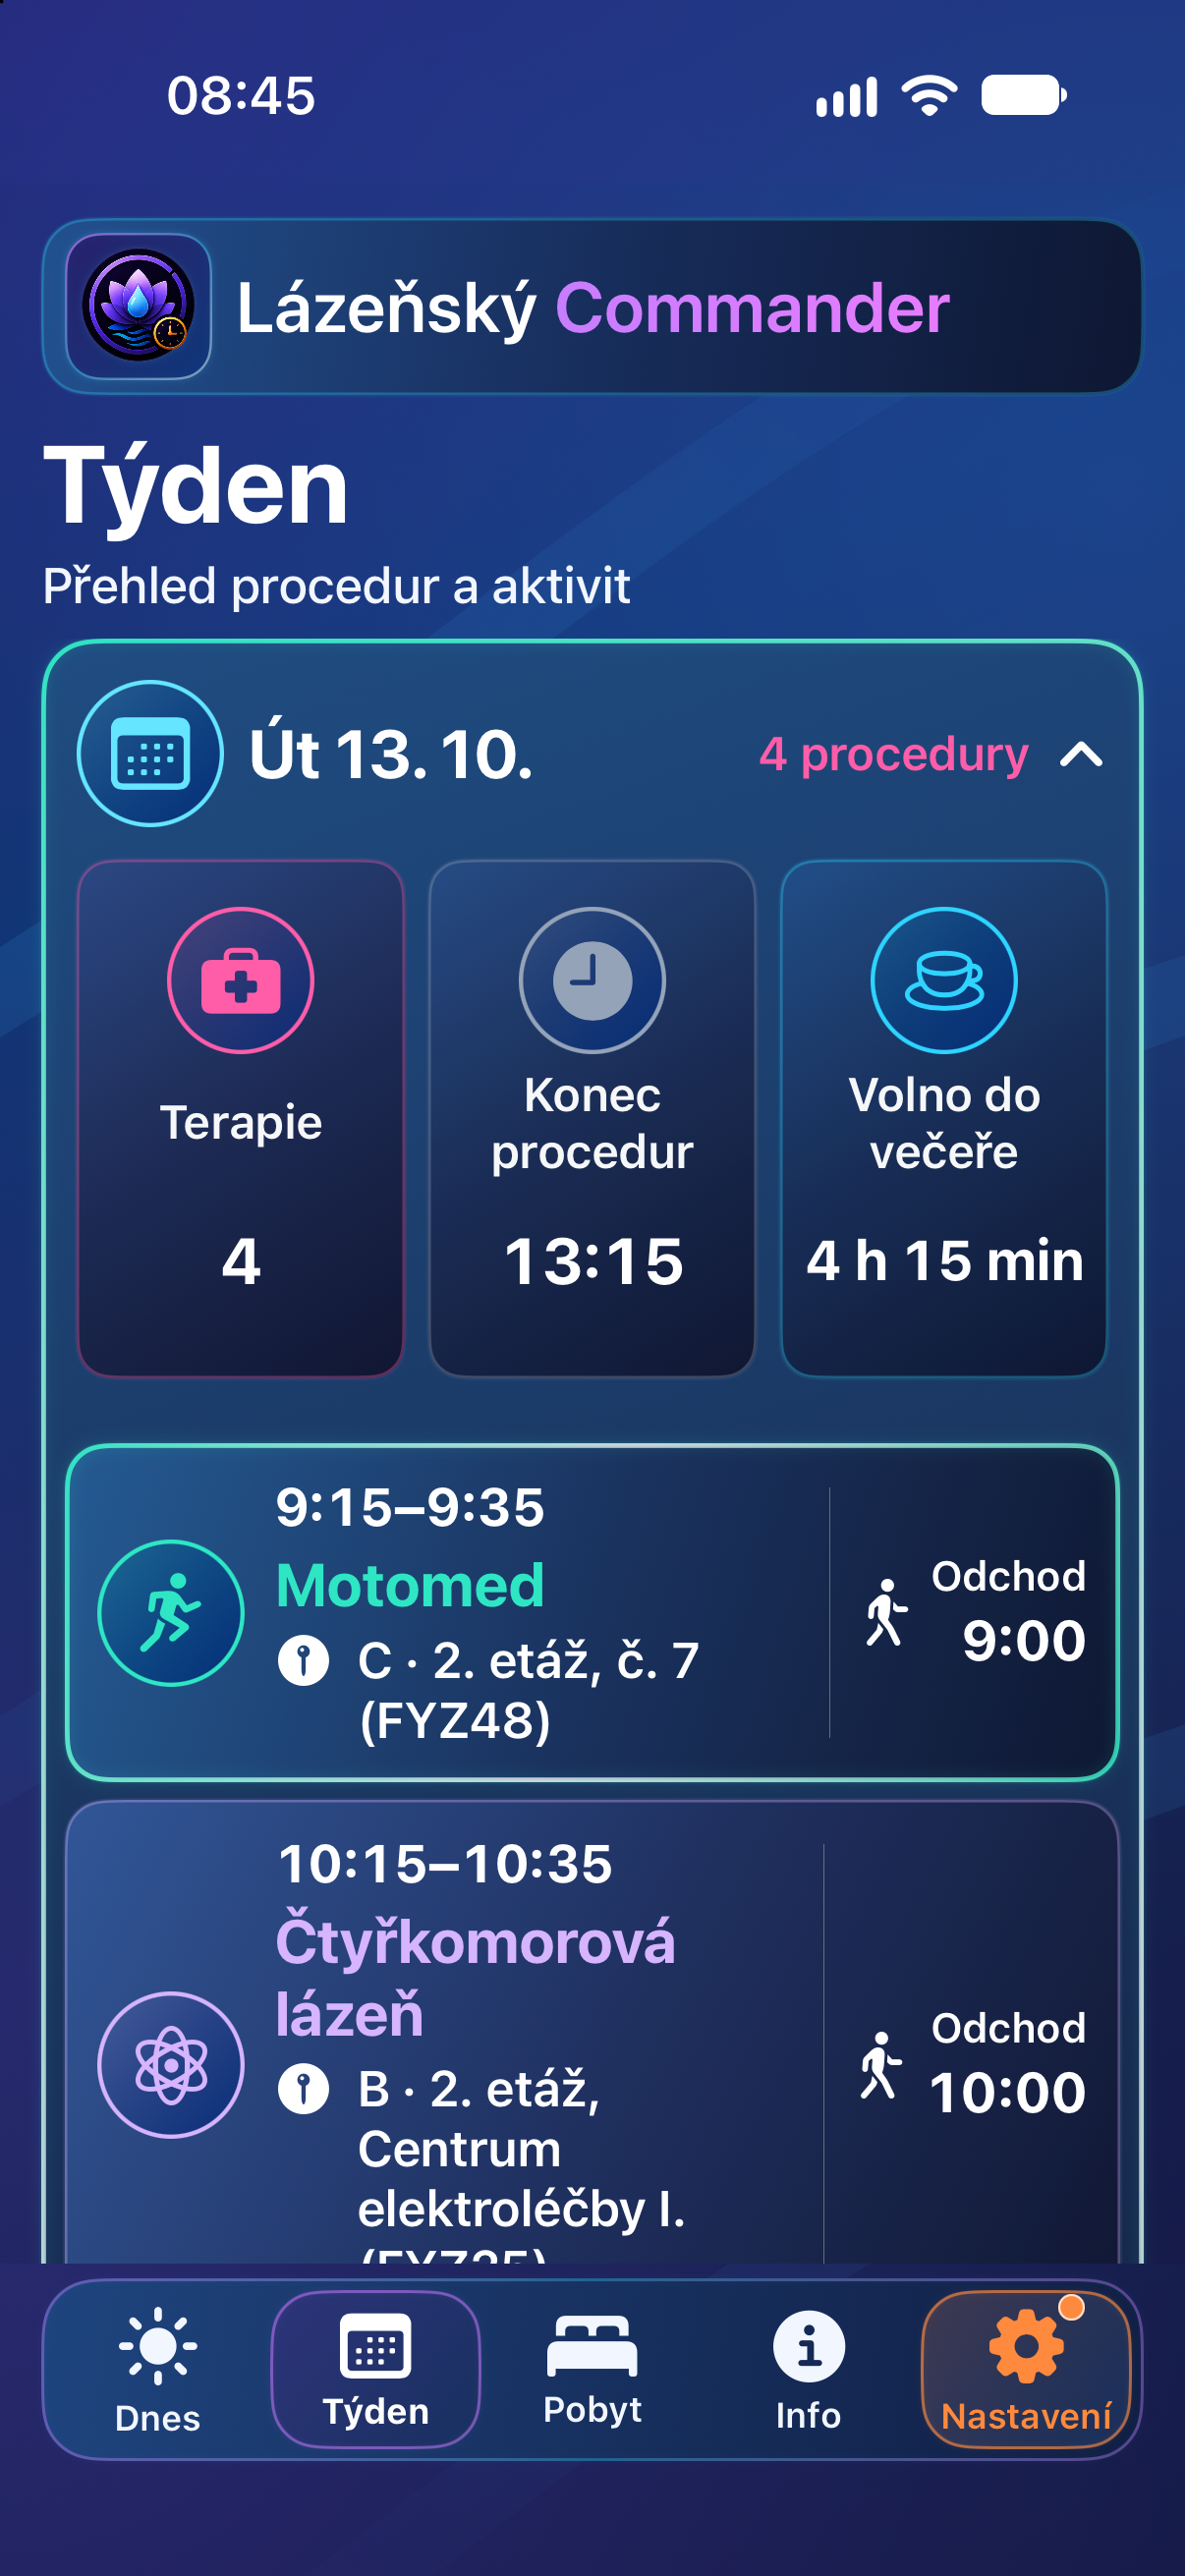 08:45
Lázeňský Commander
Týden
Přehled procedur a aktivit
Út 13. 10.
4 procedury
Terapie
4
Konec
procedur
13:15
Volno do
večeře
4 h 15 min
9:15–9:35
Motomed
C · 2. etáž, č. 7
(FYZ48)
Odchod
9:00
10:15–10:35
Čtyřkomorová
lázeň
B · 2. etáž,
Centrum
elektroléčby I.
Odchod
10:00
Dnes
Týden
Pobyt
Info
Nastavení